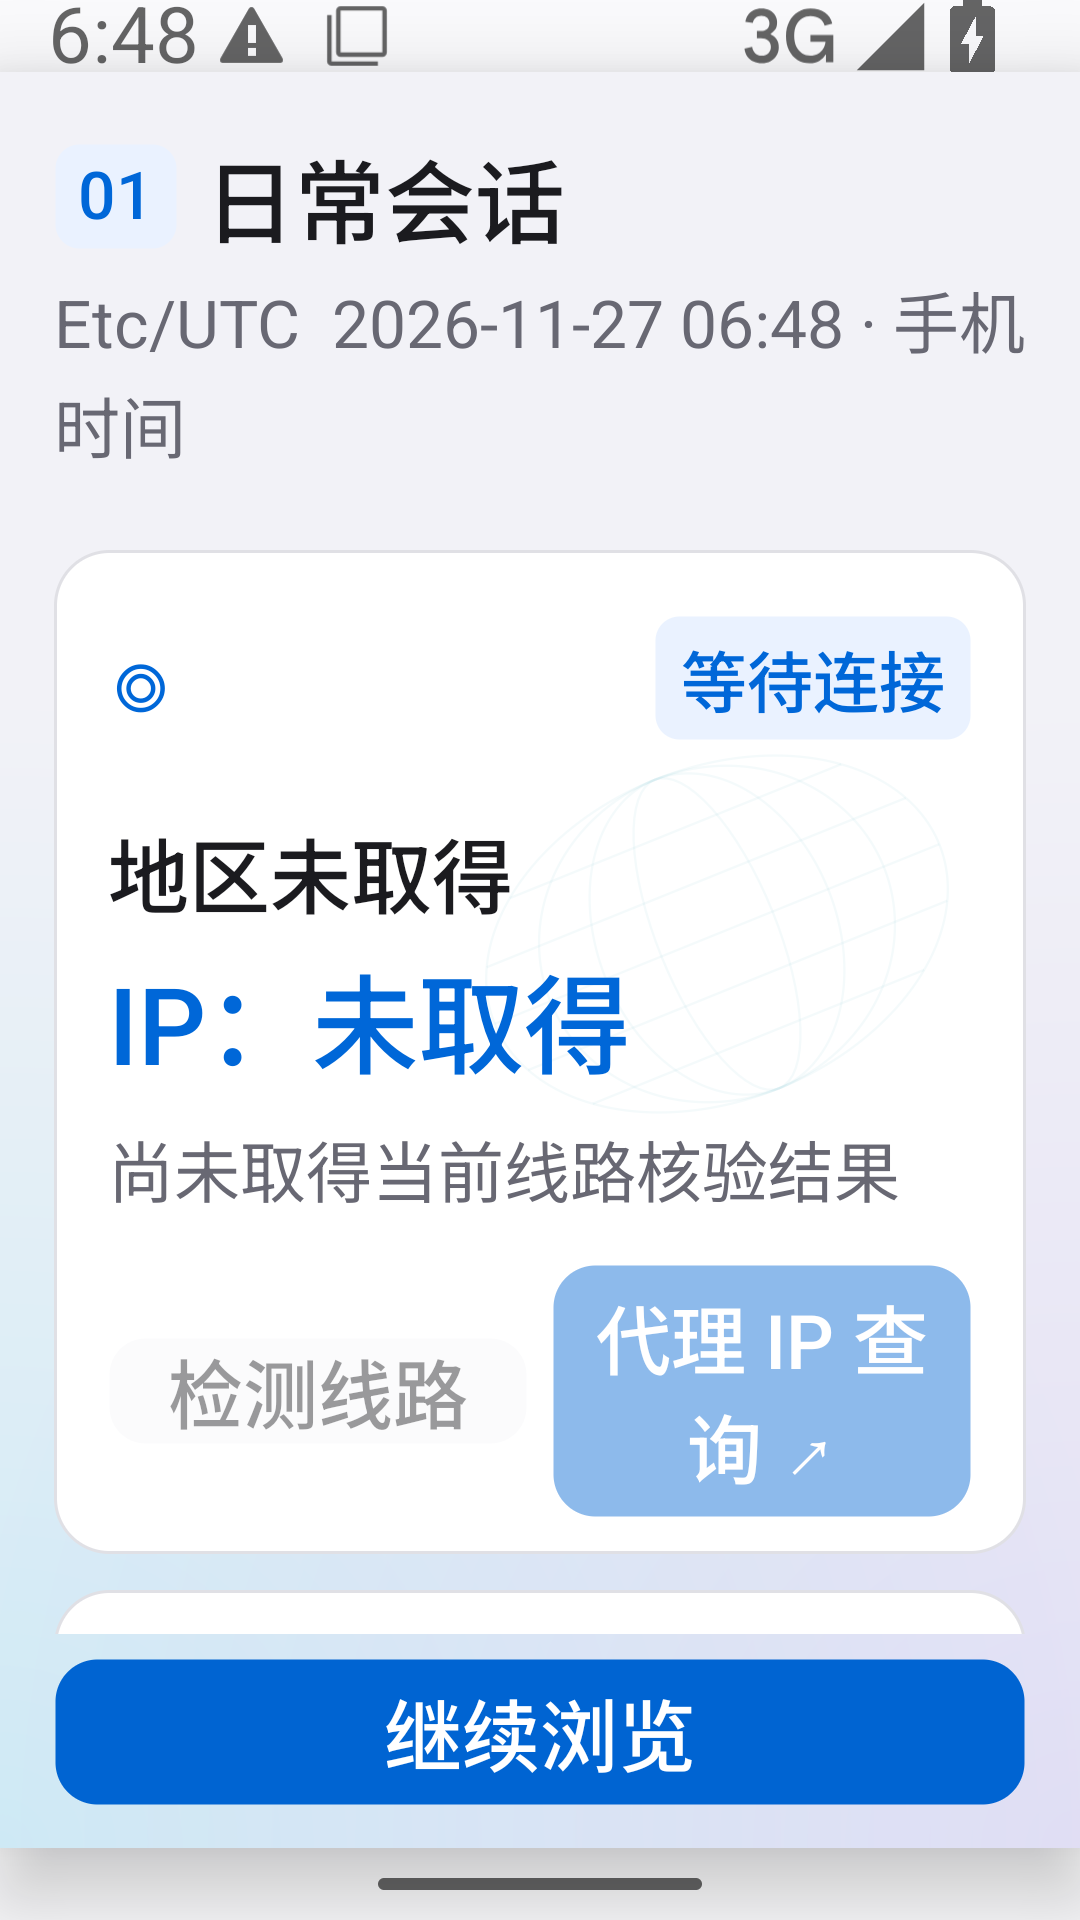 6:48
3G
01 日常会话
Etc/UTC 2026-11-27 06:48 · 手机
时间
等待连接
地区未取得
IP：未取得
尚未取得当前线路核验结果
检测线路
代理 IP 查
询 ↗
继续浏览